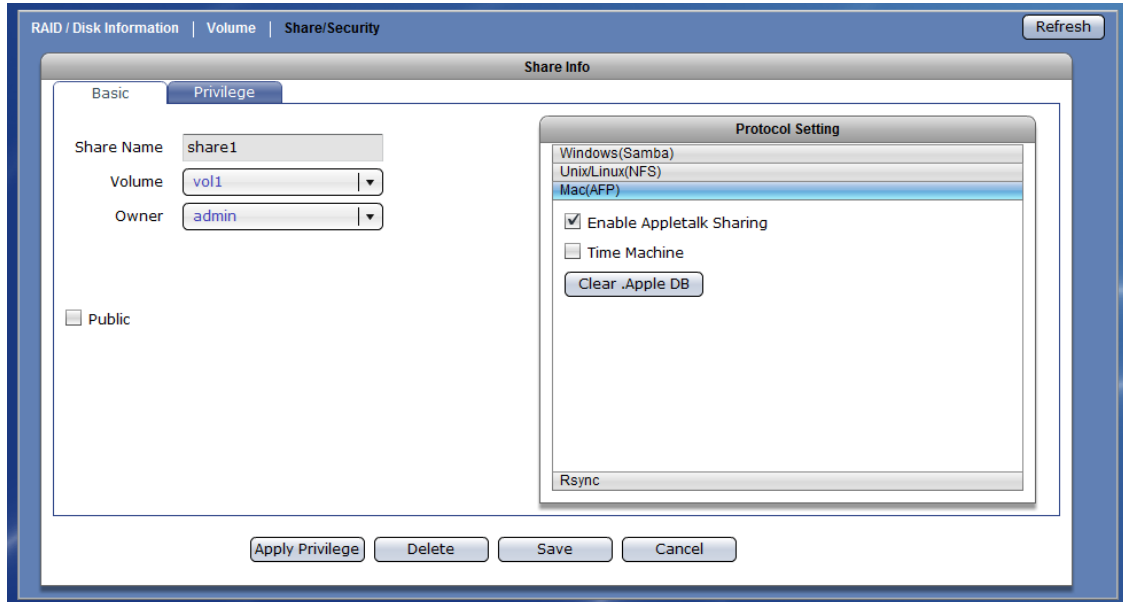 RAID / Disk Information | Volume | Share/Security Refresh
Share Info
Basic Privilege
Share Name share1
Volume vol1
Owner admin
Public
Protocol Setting
Windows(Samba)
Unix/Linux(NFS)
Mac(AFP)
Enable Appletalk Sharing
Time Machine
Clear .Apple DB
Rsync
Apply Privilege Delete Save Cancel